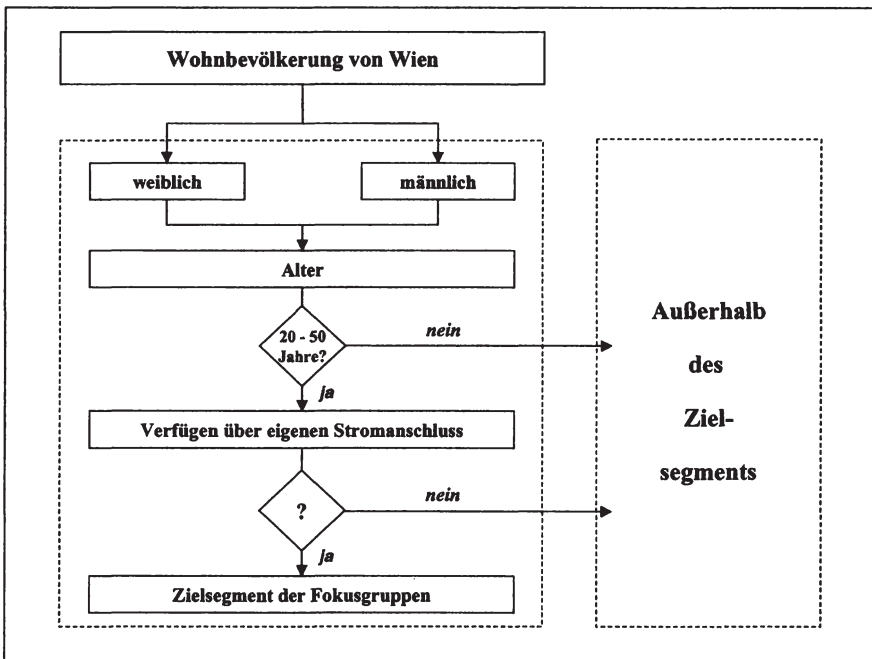 Wohnbevölkerung von Wien
weiblich
männlich
Alter
20 - 50
Jahre?
nein
ja
Verfügen über eigenen Stromanschluss
?
nein
ja
Zielsegment der Fokusgruppen
Außerhalb
des
Ziel-
segments